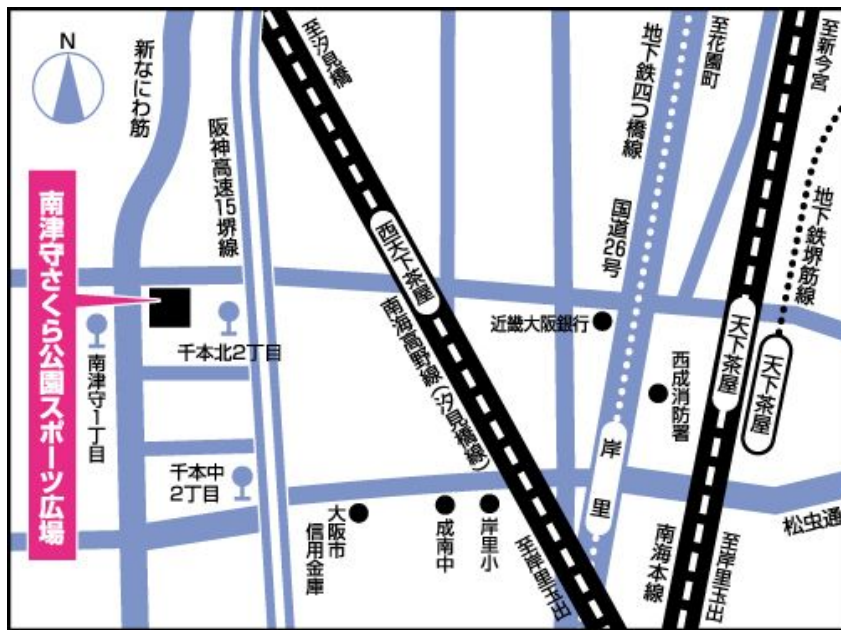 N
新なにわ筋
阪神高速15堺線
至汐見橋
地下鉄四つ橋線
至花園町
至新今宮
地下鉄堺筋線
国道26号
南津守さくら公園スポーツ広場
西天下茶屋
南海高野線(汐見橋線)
近畿大阪銀行
天下茶屋
天下茶屋
千本北2丁目
南津守1丁目
西成消防署
岸里
千本中
2丁目
大阪市
信用金庫
成南中
岸里小
至岸里玉出
南海本線
至岸里玉出
松虫通